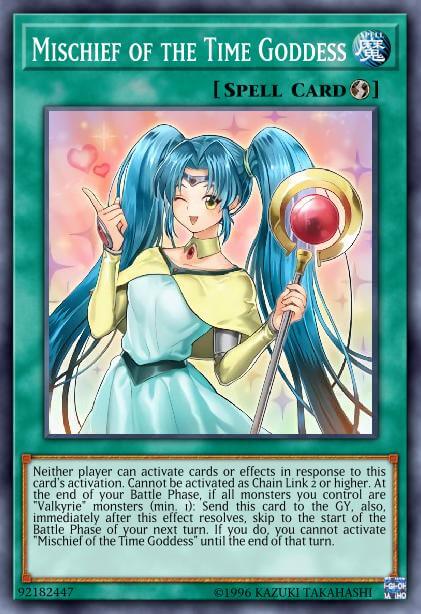 MISCHIEF OF THE TIME GODDESS
SPELL
魔
[SPELL CARD]
Neither player can activate cards or effects in response to this
card's activation. Cannot be activated as Chain Link 2 or higher. At
the end of your Battle Phase, if all monsters you control are
"Valkyrie" monsters (min. 1): Send this card to the GY, also,
immediately after this effect resolves, skip to the start of the
Battle Phase of your next turn. If you do, you cannot activate
"Mischief of the Time Goddess" until the end of that turn.
92182447
©1996 KAZUKI TAKAHASHI